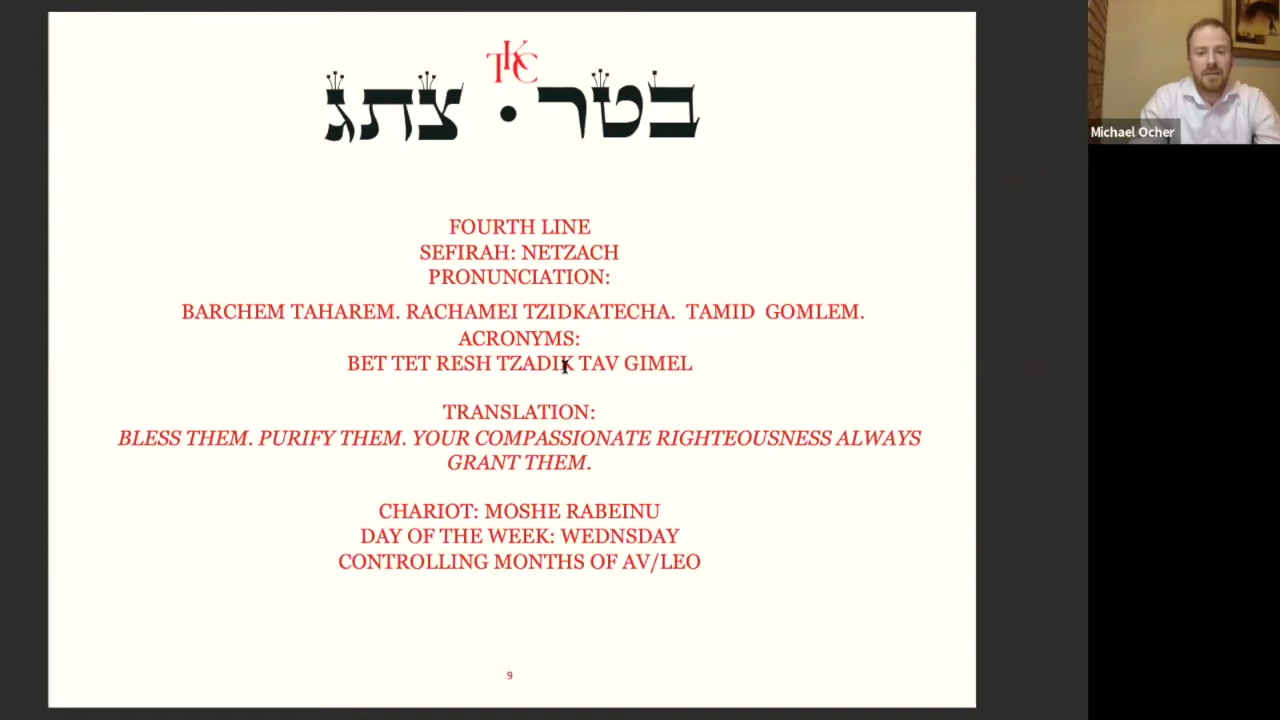 TKC
בטר • צתג
FOURTH LINE
SEFIRAH: NETZACH
PRONUNCIATION:
BARCHEM TAHAREM. RACHAMEI TZIDKATECHA. TAMID GOMLEM.
ACRONYMS:
BET TET RESH TZADIK TAV GIMEL
TRANSLATION:
BLESS THEM. PURIFY THEM. YOUR COMPASSIONATE RIGHTEOUSNESS ALWAYS
GRANT THEM.
CHARIOT: MOSHE RABEINU
DAY OF THE WEEK: WEDNSDAY
CONTROLLING MONTHS OF AV/LEO
9
Michael Ocher